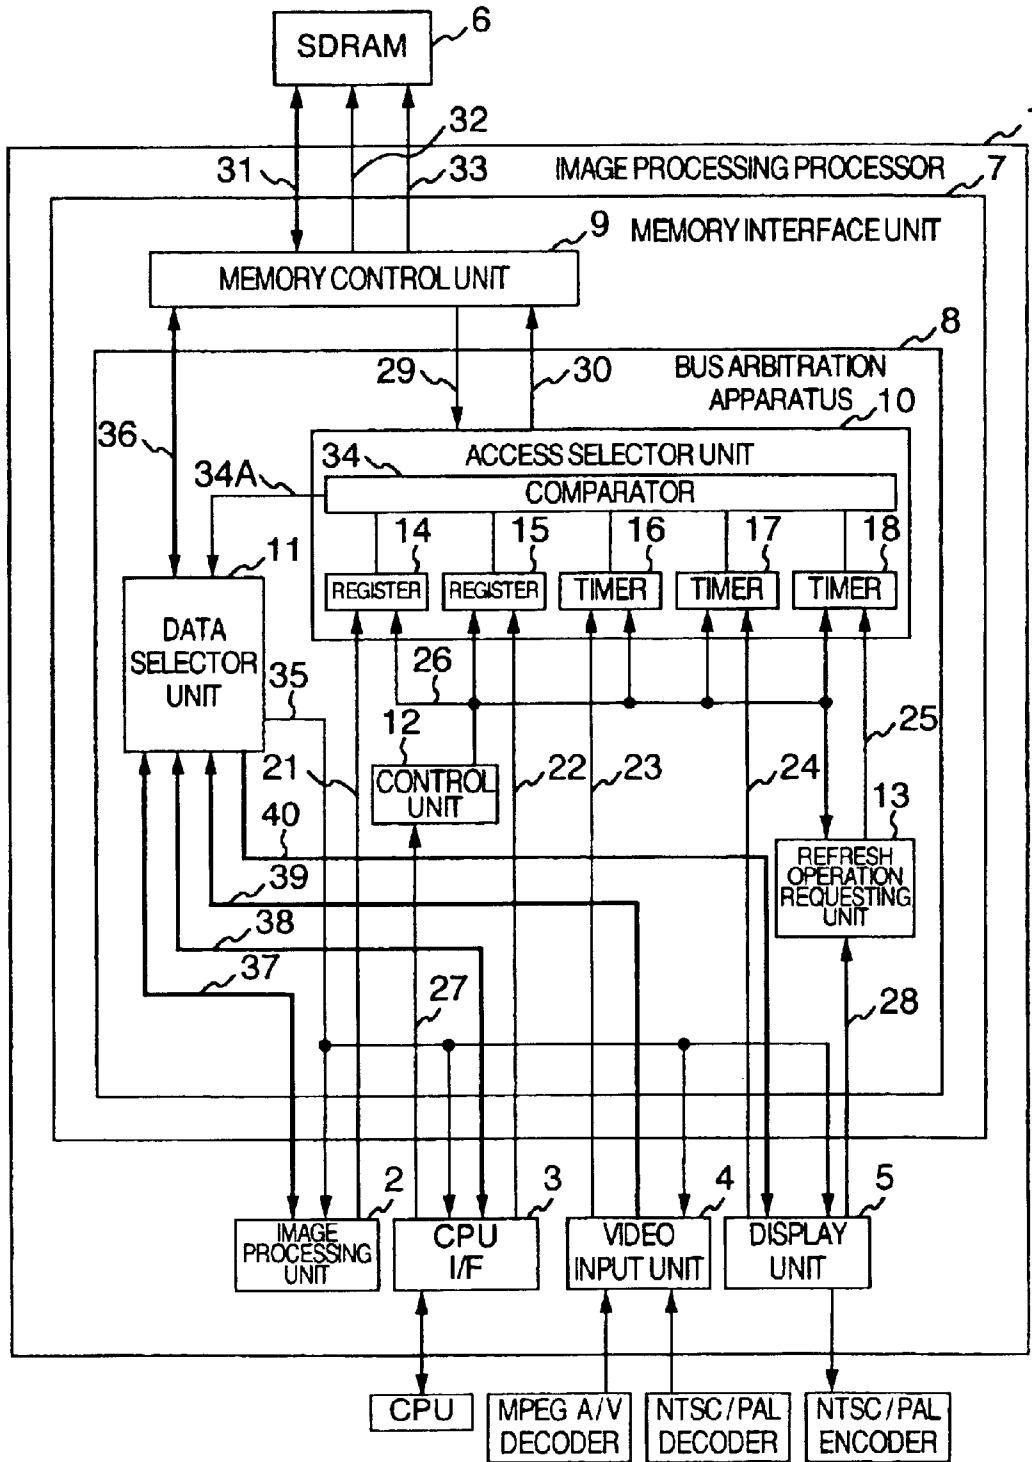 SDRAM
6
32
31
33
IMAGE PROCESSING PROCESSOR
7
MEMORY INTERFACE UNIT
9
MEMORY CONTROL UNIT
8
BUS ARBITRATION
APPARATUS
29
30
10
36
34A
34
ACCESS SELECTOR UNIT
COMPARATOR
11
14
15
16
17
18
REGISTER
REGISTER
TIMER
TIMER
TIMER
DATA
SELECTOR
UNIT
35
26
12
25
21
CONTROL
UNIT
22
23
24
13
40
REFRESH
OPERATION
REQUESTING
UNIT
39
38
37
27
28
2
3
4
5
IMAGE
PROCESSING
UNIT
CPU
I/F
VIDEO
INPUT UNIT
DISPLAY
UNIT
CPU
MPEG A/V
DECODER
NTSC/PAL
DECODER
NTSC/PAL
ENCODER